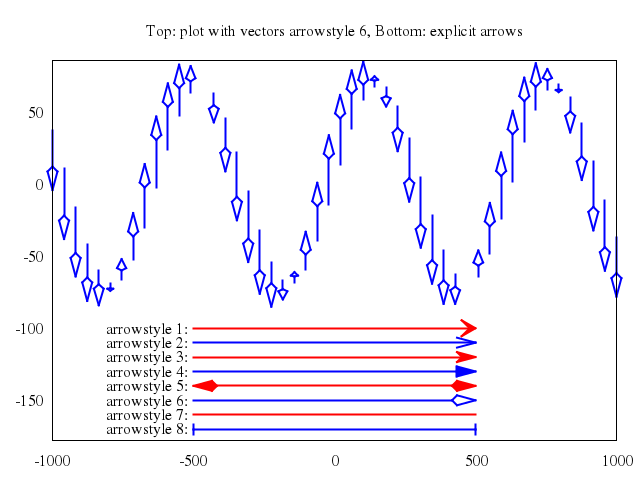 Top: plot with vectors arrowstyle 6, Bottom: explicit arrows
50
0
-50
-100
-150
arrowstyle 1:
arrowstyle 2:
arrowstyle 3:
arrowstyle 4:
arrowstyle 5:
arrowstyle 6:
arrowstyle 7:
arrowstyle 8:
-1000 -500 0 500 1000